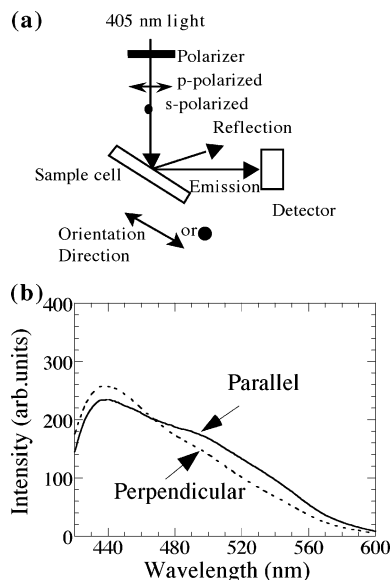 (a)
405 nm light
Polarizer
p-polarized
s-polarized
Reflection
Sample cell
Emission
Detector
Orientation
Direction
or
(b)
400
300
200
100
0
Intensity (arb.units)
Parallel
Perpendicular
440
480
520
560
600
Wavelength (nm)